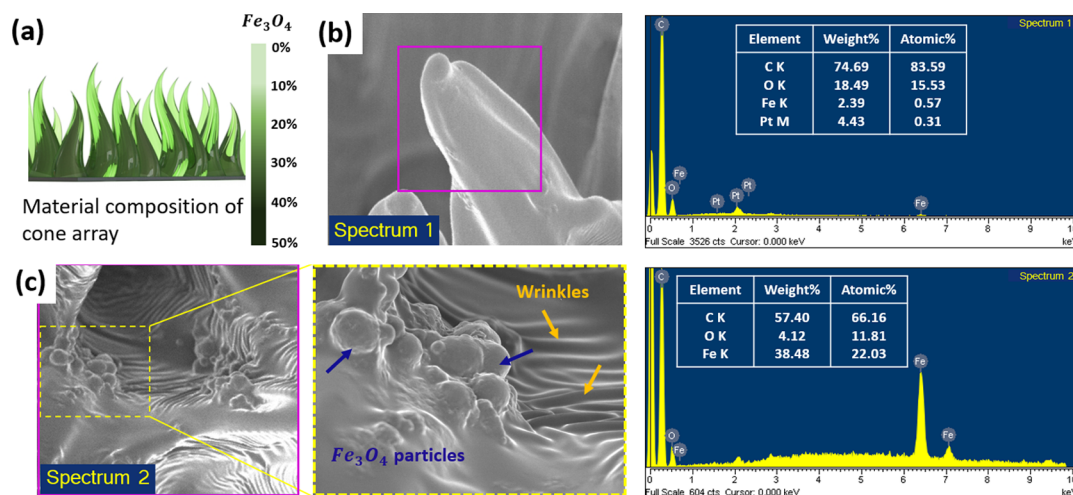 (a)
Fe₃O₄
0%
10%
20%
30%
40%
50%
Material composition of
cone array
(b)
Spectrum 1
Spectrum 1
Element Weight% Atomic%
C K 74.69 83.59
O K 18.49 15.53
Fe K 2.39 0.57
Pt M 4.43 0.31
C
O
Fe
Pt
Pt
Pt
Fe
0 1 2 3 4 5 6 7 8 9 10
Full Scale 3526 cts Cursor: 0.000 keV
(c)
Spectrum 2
Wrinkles
Fe₃O₄ particles
Spectrum 2
Element Weight% Atomic%
C K 57.40 66.16
O K 4.12 11.81
Fe K 38.48 22.03
C
O
Fe
Fe
Fe
0 1 2 3 4 5 6 7 8 9
Full Scale 604 cts Cursor: 0.000 keV